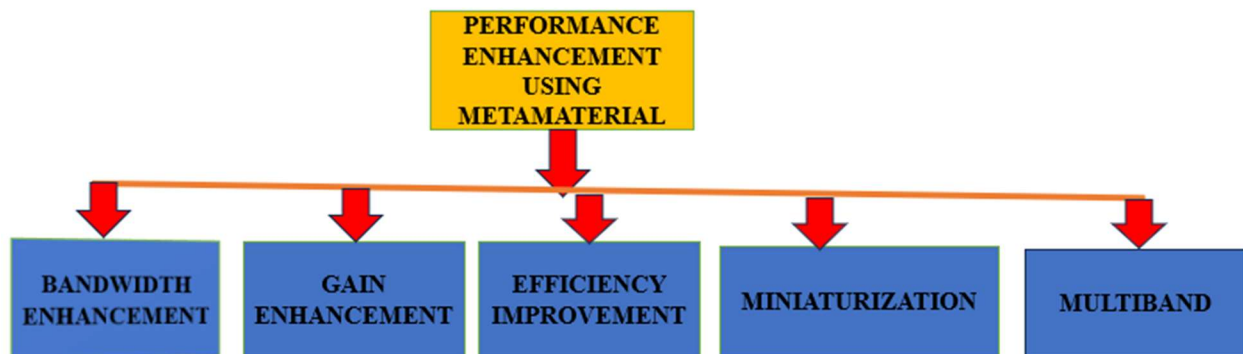 PERFORMANCE
ENHANCEMENT
USING
METAMATERIAL
BANDWIDTH
ENHANCEMENT
GAIN
ENHANCEMENT
EFFICIENCY
IMPROVEMENT
MINIATURIZATION
MULTIBAND